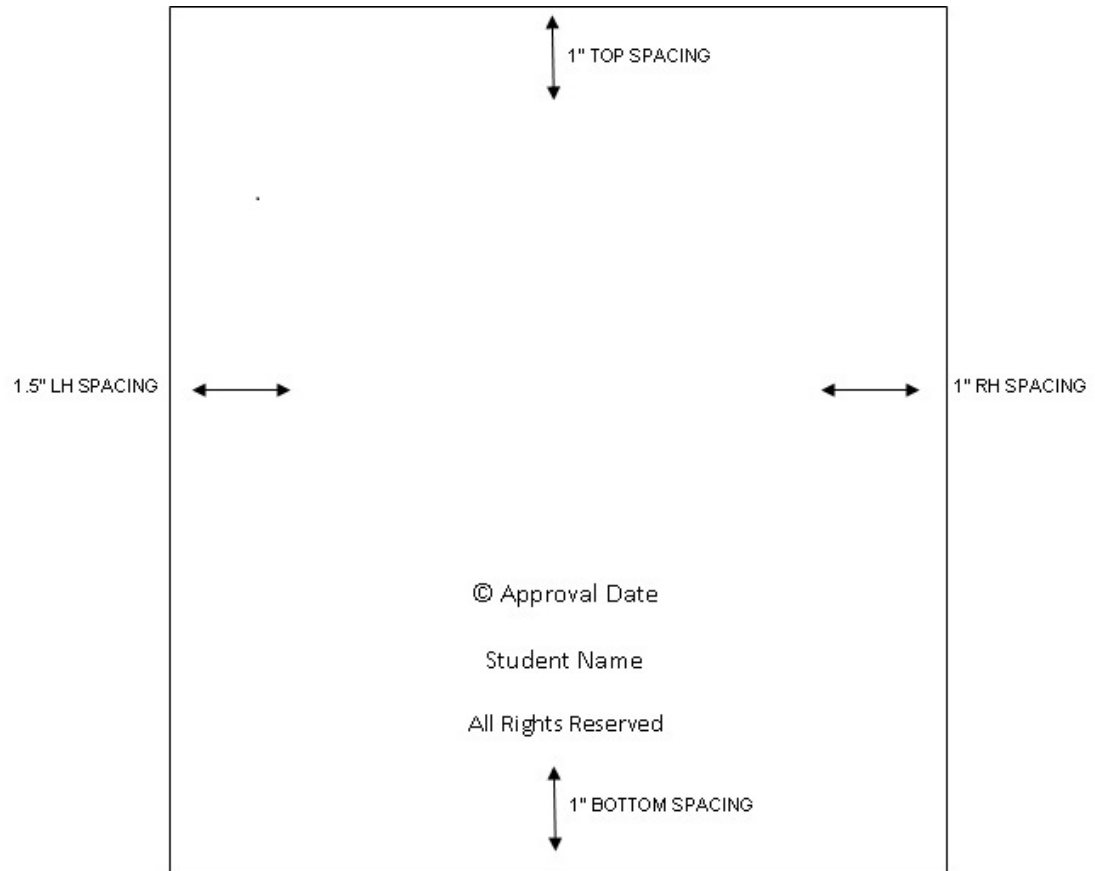 1" TOP SPACING
1.5" LH SPACING
1" RH SPACING
© Approval Date
Student Name
All Rights Reserved
1" BOTTOM SPACING